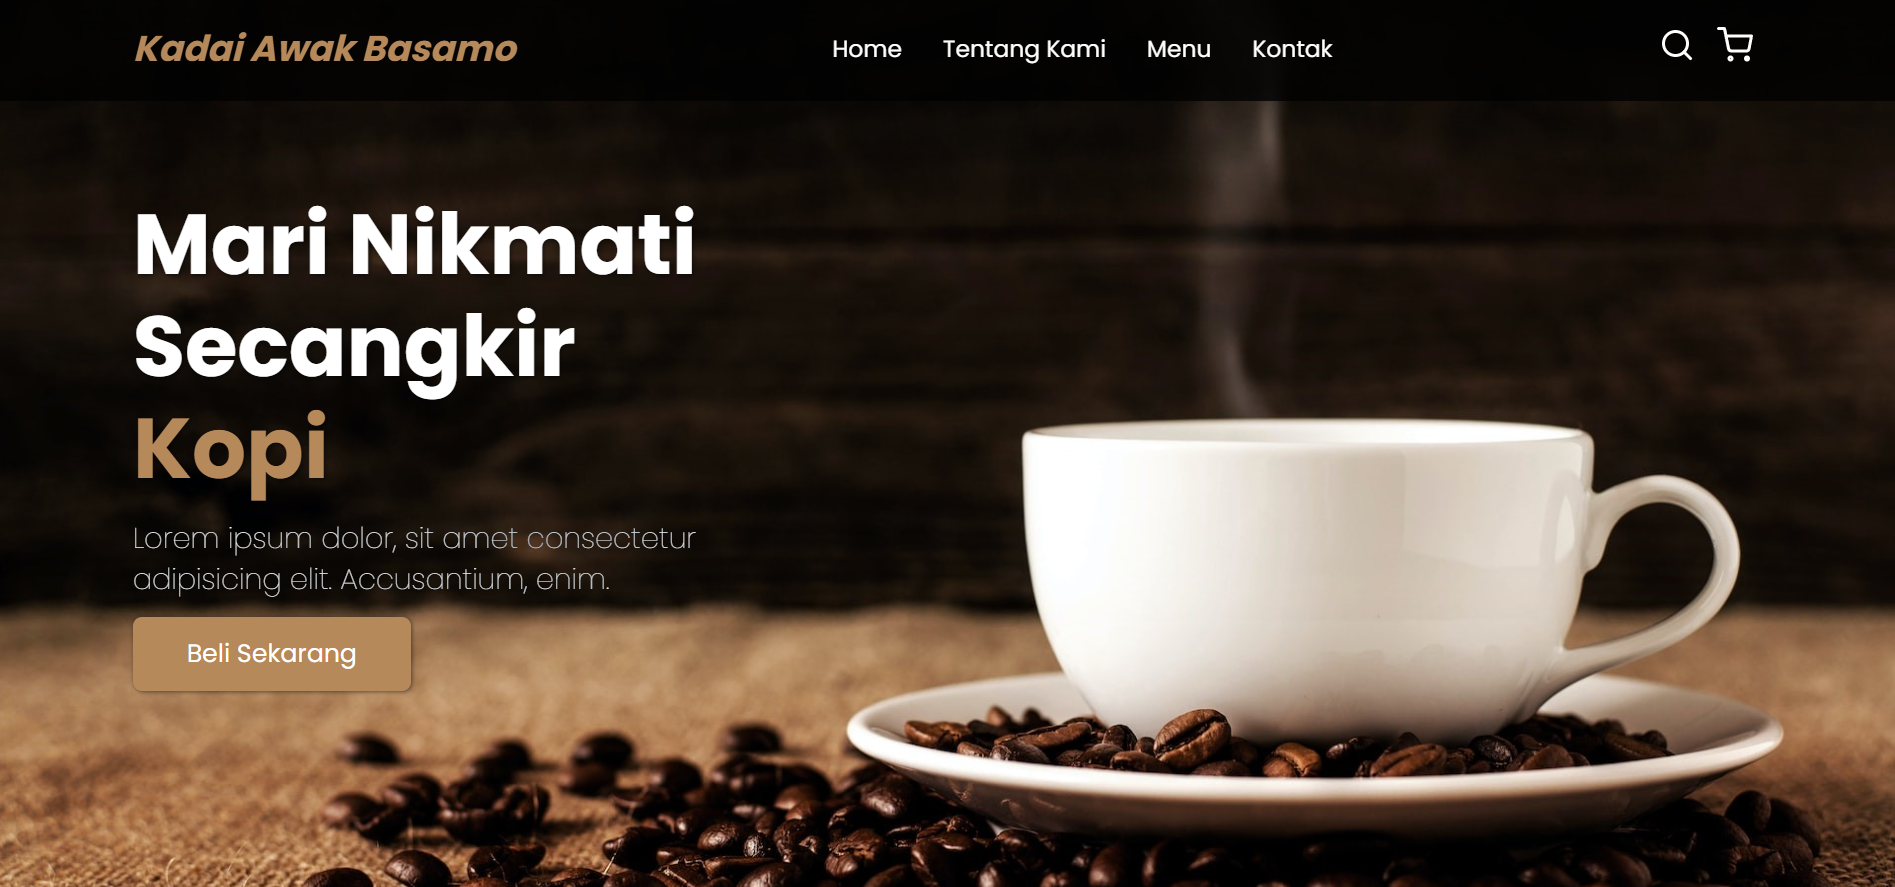 Kadai Awak Basamo
Home Tentang Kami Menu Kontak
Mari Nikmati
Secangkir
Kopi
Lorem ipsum dolor, sit amet consectetur
adipisicing elit. Accusantium, enim.
Beli Sekarang